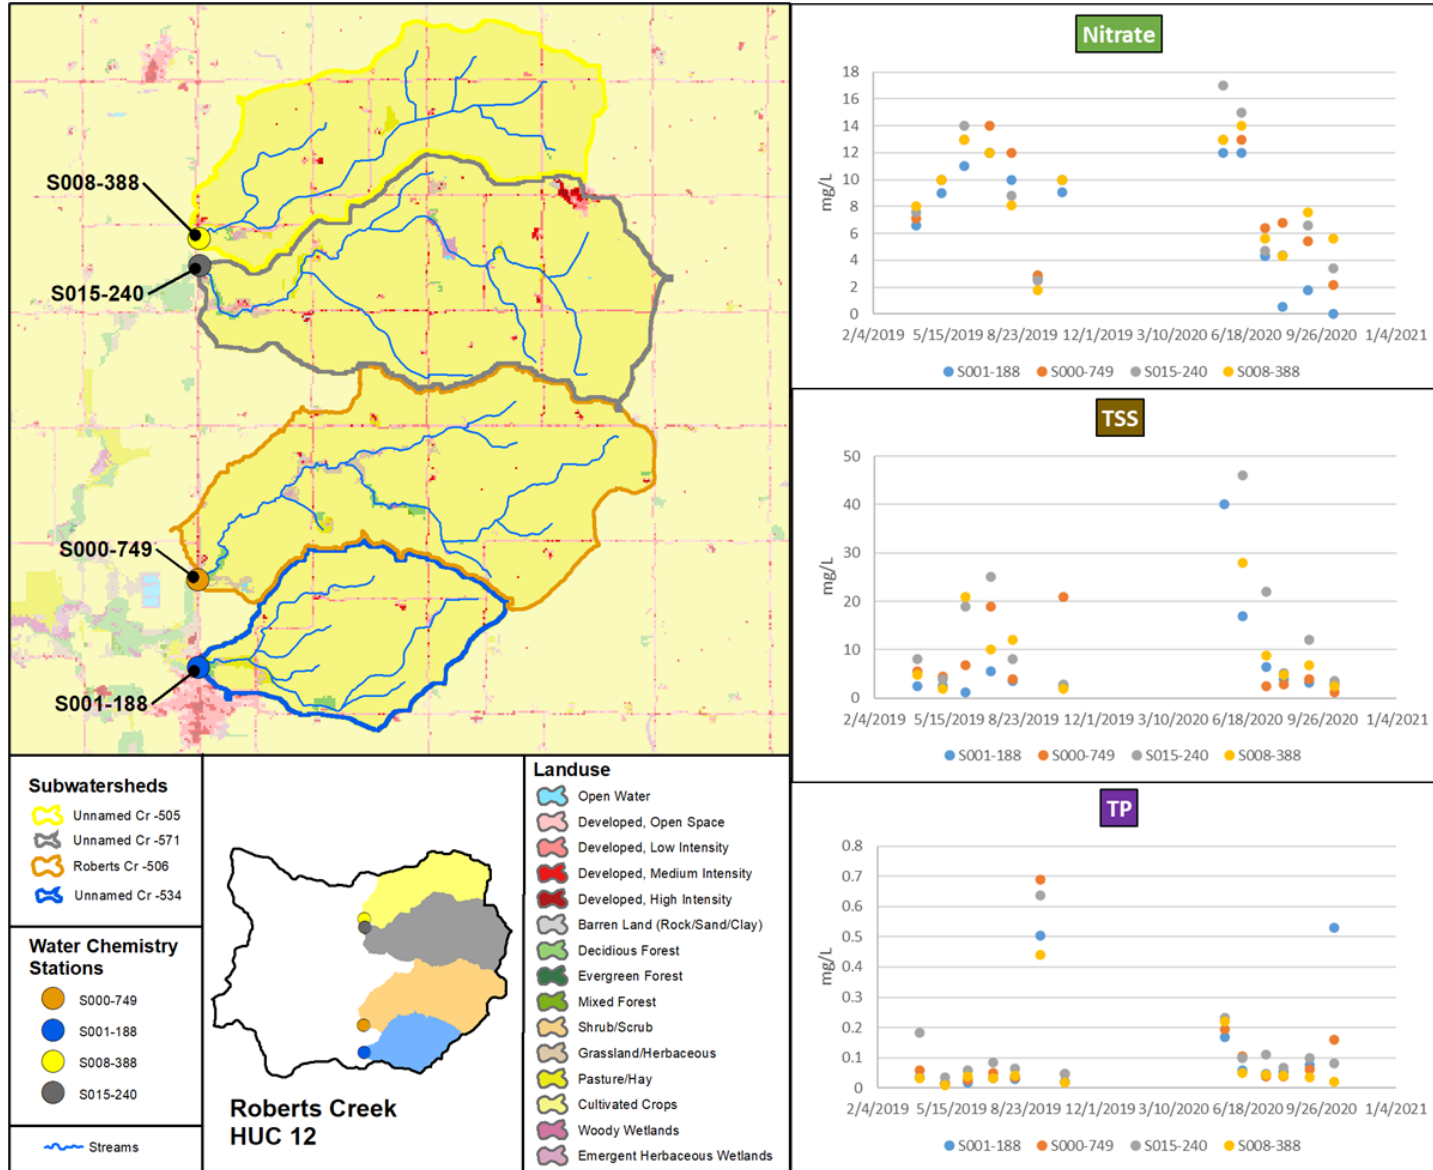 S008-388
S015-240
S000-749
S001-188
Subwatersheds
Unnamed Cr -505
Unnamed Cr -571
Roberts Cr -506
Unnamed Cr -534
Water Chemistry
Stations
S000-749
S001-188
S008-388
S015-240
Streams
Roberts Creek
HUC 12
Landuse
Open Water
Developed, Open Space
Developed, Low Intensity
Developed, Medium Intensity
Developed, High Intensity
Barren Land (Rock/Sand/Clay)
Decidious Forest
Evergreen Forest
Mixed Forest
Shrub/Scrub
Grassland/Herbaceous
Pasture/Hay
Cultivated Crops
Woody Wetlands
Emergent Herbaceous Wetlands
Nitrate
18
16
14
12
10
8
6
4
2
0
mg/L
2/4/2019 5/15/2019 8/23/2019 12/1/2019 3/10/2020 6/18/2020 9/26/2020 1/4/2021
S001-188 S000-749 S015-240 S008-388
TSS
50
40
30
20
10
0
mg/L
2/4/2019 5/15/2019 8/23/2019 12/1/2019 3/10/2020 6/18/2020 9/26/2020 1/4/2021
S001-188 S000-749 S015-240 S008-388
TP
0.8
0.7
0.6
0.5
0.4
0.3
0.2
0.1
0
mg/L
2/4/2019 5/15/2019 8/23/2019 12/1/2019 3/10/2020 6/18/2020 9/26/2020 1/4/2021
S001-188 S000-749 S015-240 S008-388